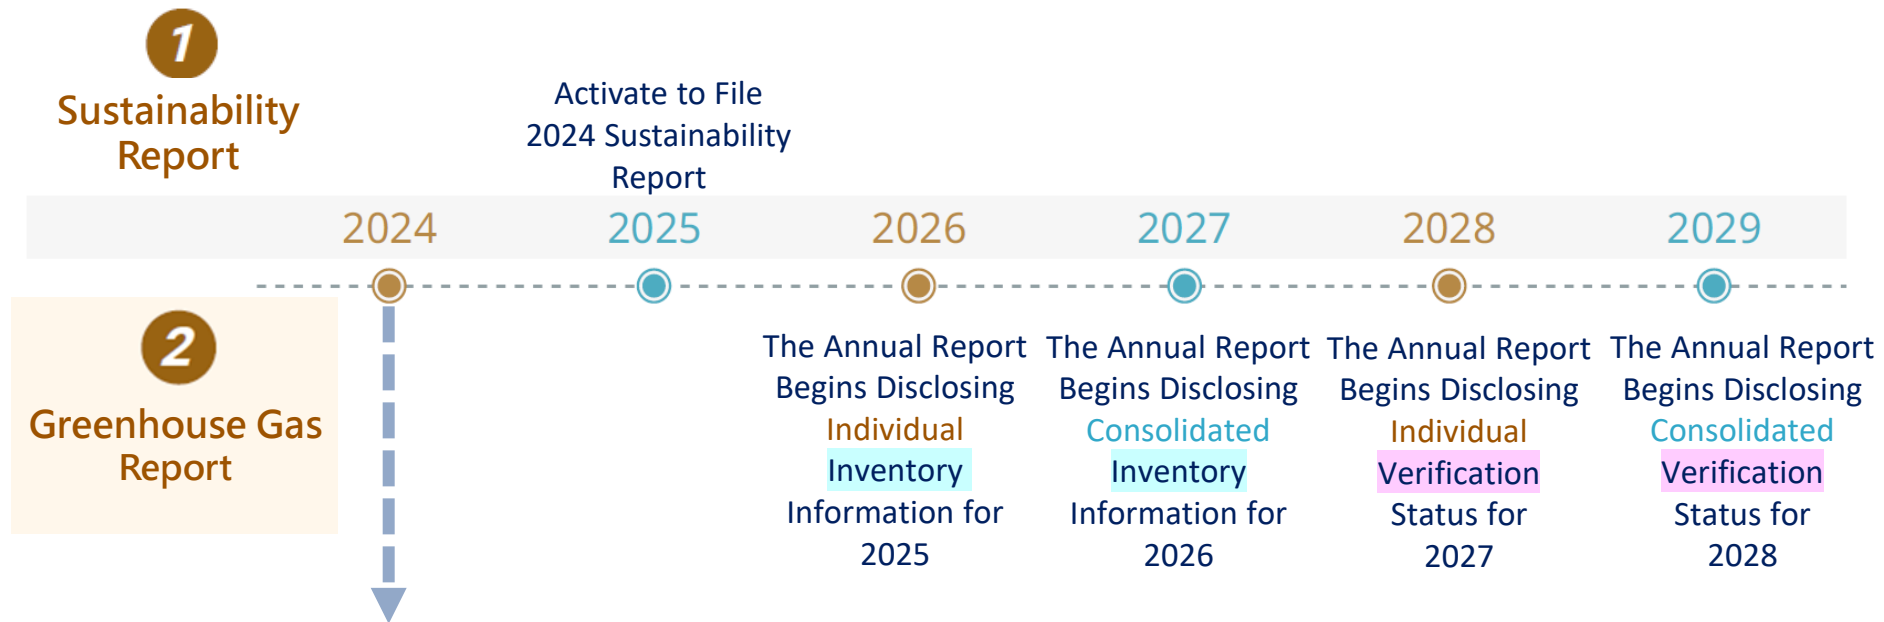 1
Sustainability
Report
Activate to File
2024 Sustainability
Report
2024
2025
2026
2027
2028
2029
2
Greenhouse Gas
Report
The Annual Report
Begins Disclosing
Individual
Inventory
Information for
2025
The Annual Report
Begins Disclosing
Consolidated
Inventory
Information for
2026
The Annual Report
Begins Disclosing
Individual
Verification
Status for
2027
The Annual Report
Begins Disclosing
Consolidated
Verification
Status for
2028